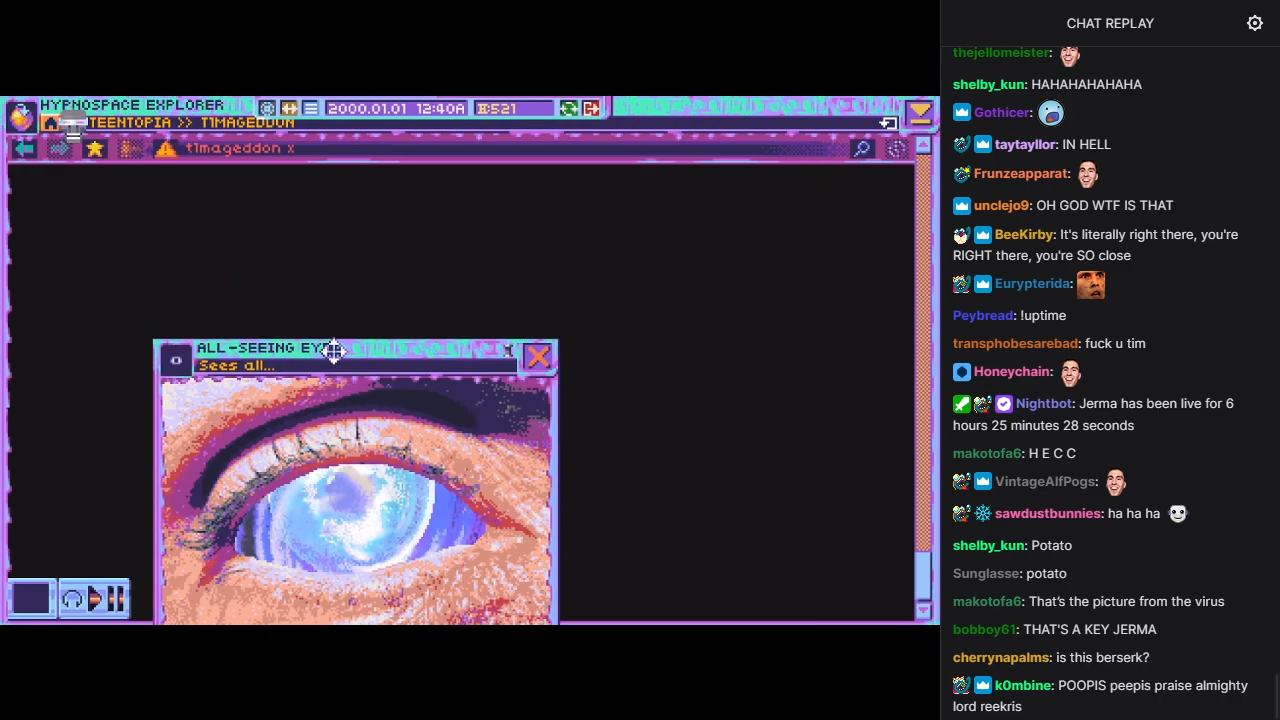 HYPNOSPACE EXPLORER
2000.01.01 12:40A
521
TEENTOPIA >> T1MAGEDDON
t1mageddon x
ALL-SEEING EYE
Sees all...
CHAT REPLAY
thejellomeister:
shelby_kun: HAHAHAHAHAHA
Gothicer:
taytayllor: IN HELL
Frunzeapparat:
unclejo9: OH GOD WTF IS THAT
BeeKirby: It's literally right there, you're
RIGHT there, you're SO close
Eurypterida:
Peybread: !uptime
transphobesarebad: fuck u tim
Honeychain:
Nightbot: Jerma has been live for 6
hours 25 minutes 28 seconds
makotofa6: H E C C
VintageAlfPogs:
sawdustbunnies: ha ha ha
shelby_kun: Potato
Sunglasse: potato
makotofa6: That's the picture from the virus
bobboy61: THAT'S A KEY JERMA
cherrynapalms: is this berserk?
k0mbine: POOPIS peepis praise almighty
lord reekris